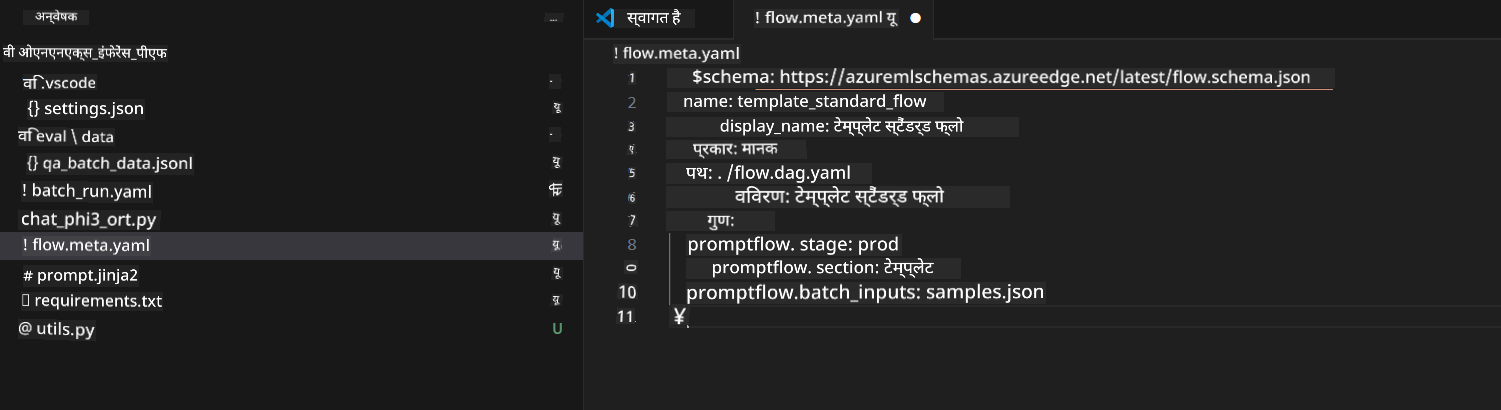 अन्वेषक ...
वी ओएनएनएक्स_इंफेरेंस_पीएफ
वि.vscode
{} settings.json यू
वि eval \ data
{} qa_batch_data.jsonl यू
! batch_run.yaml
chat_phi3_ort.py यू
! flow.meta.yaml यू
# prompt.jinja2 यू
requirements.txt यू
@ utils.py U
स्वागत है
! flow.meta.yaml यू
! flow.meta.yaml
1 $schema: https://azuremlschemas.azureedge.net/latest/flow.schema.json
2 name: template_standard_flow
3 display_name: टेम्प्लेट स्टैंडर्ड फ्लो
प्रकार: मानक
5 पथ: . /flow.dag.yaml
6 विवरण: टेम्प्लेट स्टैंडर्ड फ्लो
7 गुण:
8 promptflow. stage: prod
promptflow. section: टेम्प्लेट
10 promptflow.batch_inputs: samples.json
11. ¥